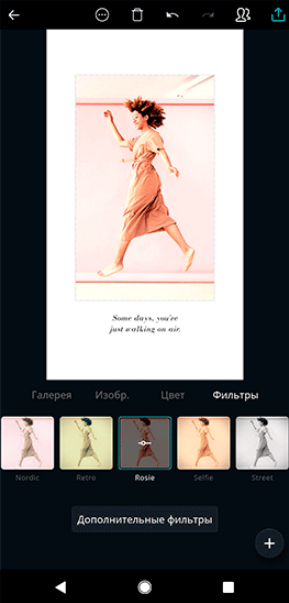 Some days, you're
just walking on air.
Галерея Изобр. Цвет Фильтры
Nordic Retro Rosie Selfie Street
Дополнительные фильтры